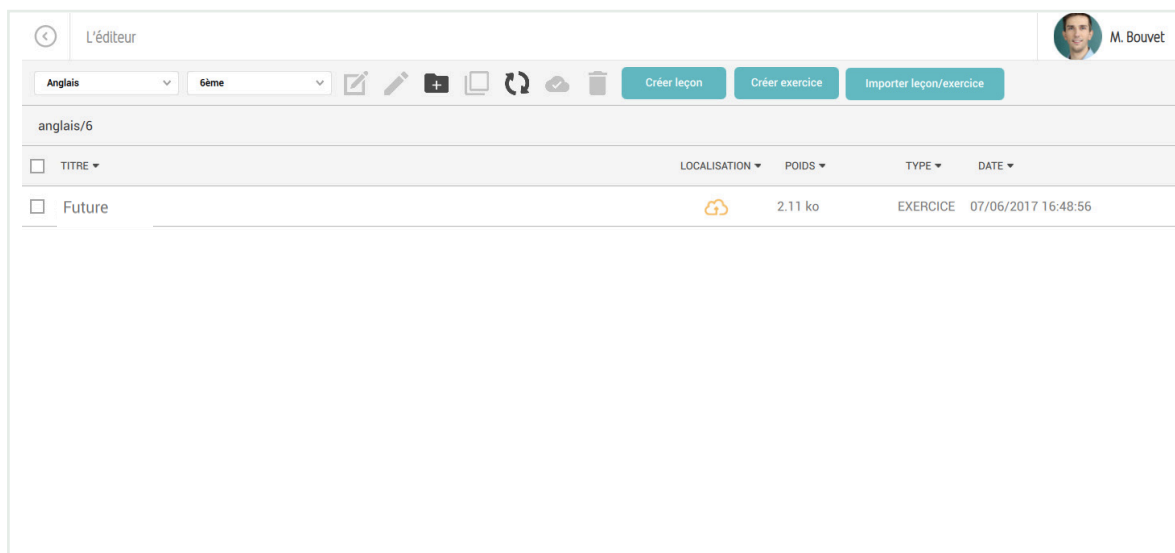 L'éditeur M. Bouvet
Anglais 6ème Créer leçon Créer exercice Importer leçon/exercice
anglais/6
TITRE LOCALISATION POIDS TYPE DATE
Future 2.11 ko EXERCICE 07/06/2017 16:48:56